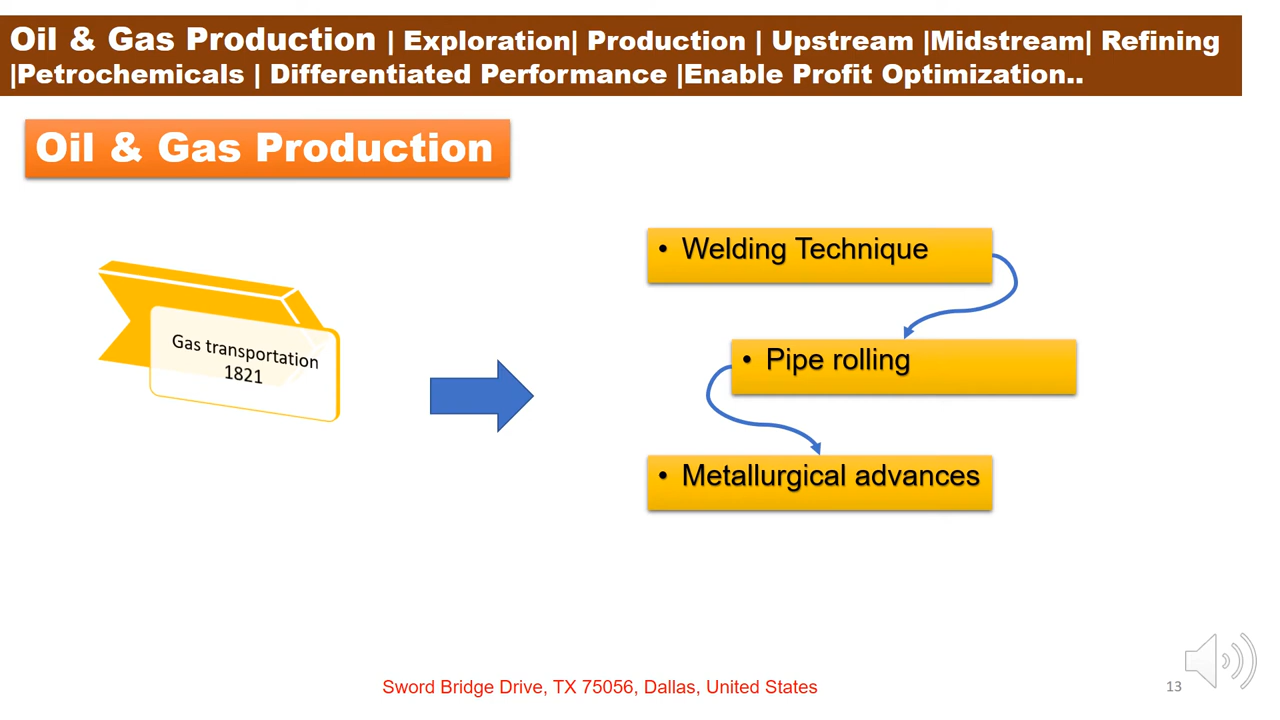 Oil & Gas Production | Exploration| Production | Upstream |Midstream| Refining
|Petrochemicals | Differentiated Performance |Enable Profit Optimization..
Oil & Gas Production
Gas transportation
1821
• Welding Technique
• Pipe rolling
• Metallurgical advances
Sword Bridge Drive, TX 75056, Dallas, United States
13